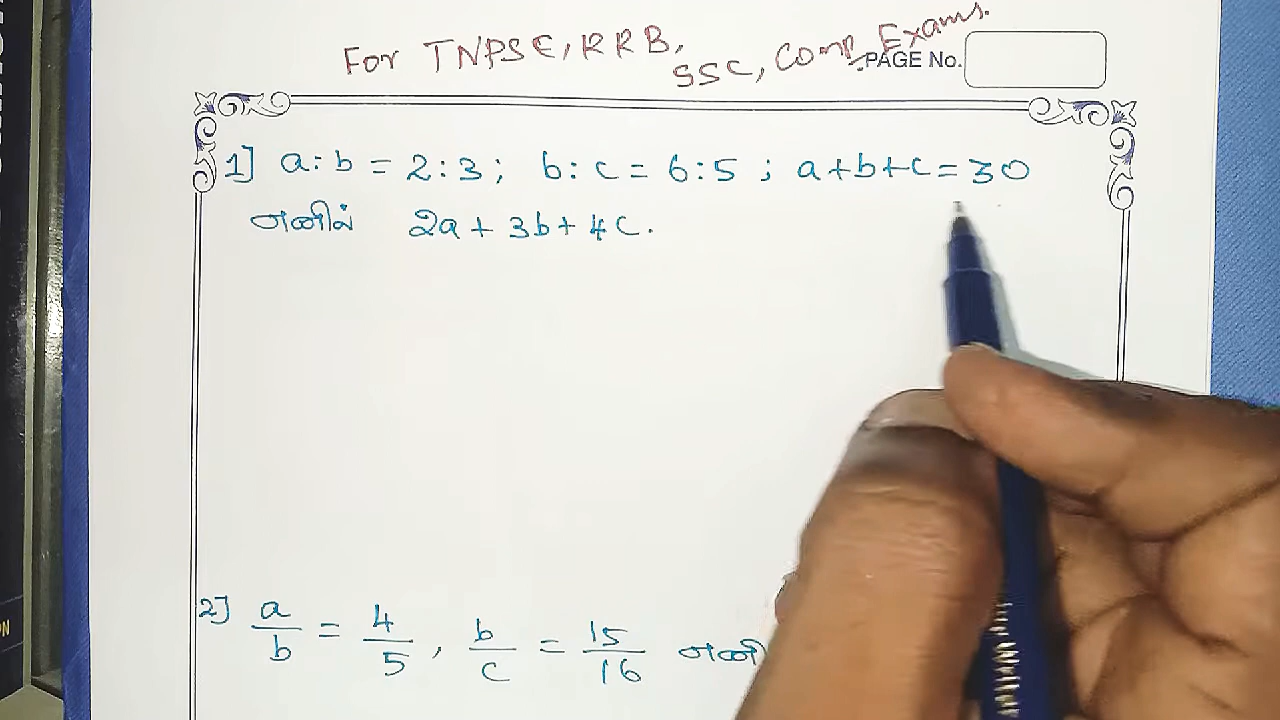 For TNPSC, RRB,
SSC, Comp. Exams.
PAGE No.
1] a:b = 2:3; b:c = 6:5; a+b+c=30
எனில் 2a + 3b + 4c.
2] a/b = 4/5, b/c = 15/16